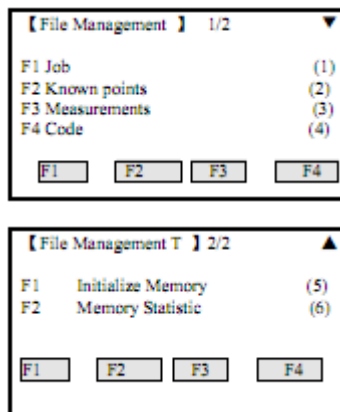 【File Management 】 1/2 ▼
F1 Job (1)
F2 Known points (2)
F3 Measurements (3)
F4 Code (4)
F1 F2 F3 F4
【File Management T 】2/2 ▲
F1 Initialize Memory (5)
F2 Memory Statistic (6)
F1 F2 F3 F4